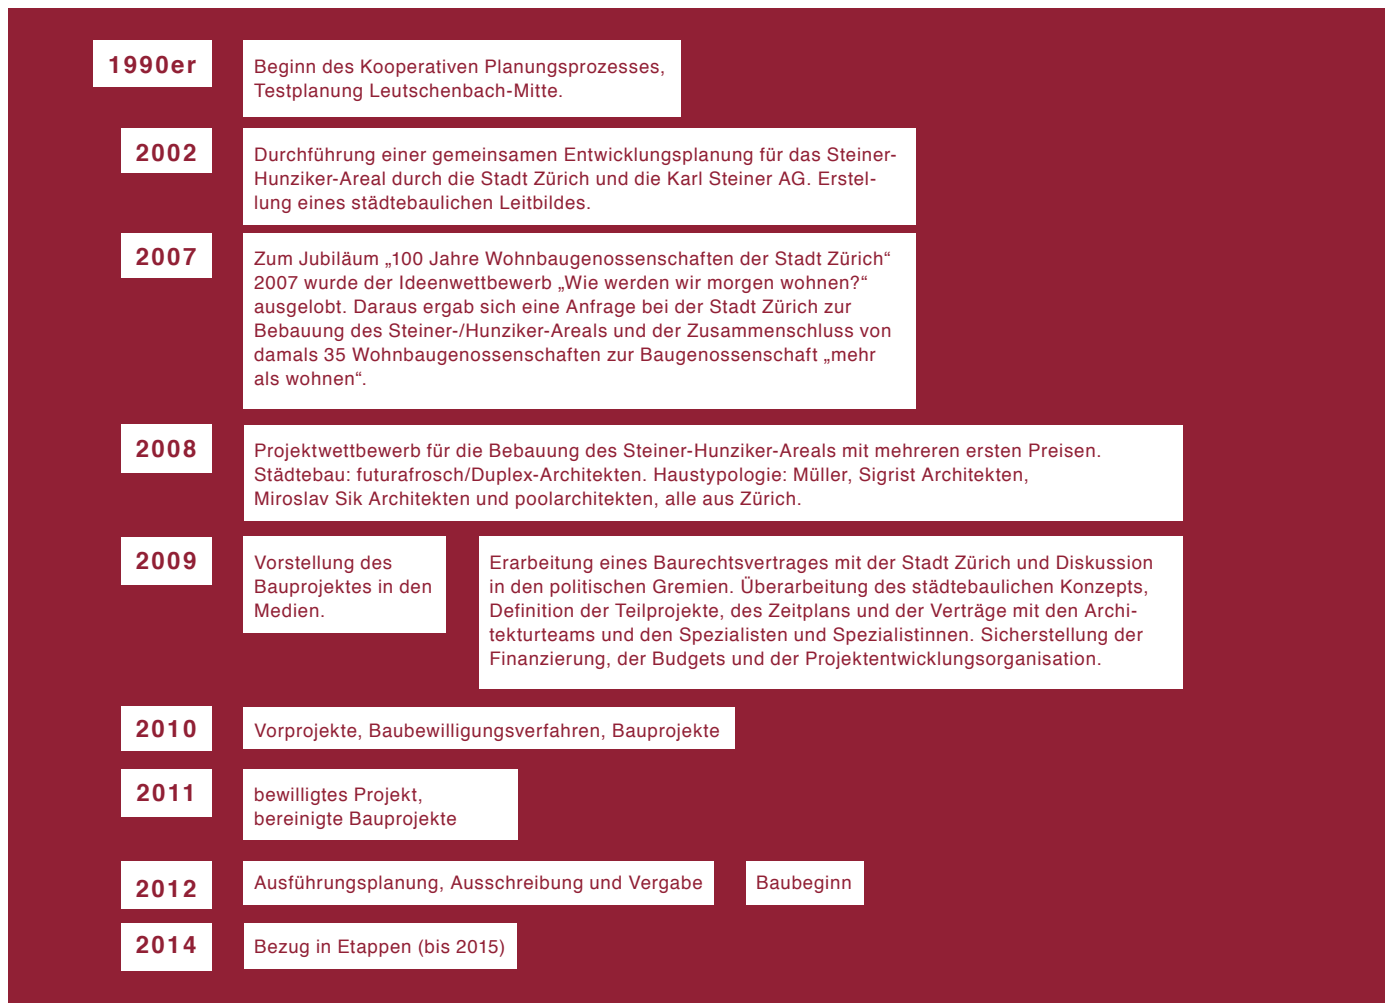 1990er
Beginn des Kooperativen Planungsprozesses,
Testplanung Leutschenbach-Mitte.
2002
Durchführung einer gemeinsamen Entwicklungsplanung für das Steiner-
Hunziker-Areal durch die Stadt Zürich und die Karl Steiner AG. Erstel-
lung eines städtebaulichen Leitbildes.
2007
Zum Jubiläum „100 Jahre Wohnbaugenossenschaften der Stadt Zürich“
2007 wurde der Ideenwettbewerb „Wie werden wir morgen wohnen?“
ausgelobt. Daraus ergab sich eine Anfrage bei der Stadt Zürich zur
Bebauung des Steiner-/Hunziker-Areals und der Zusammenschluss von
damals 35 Wohnbaugenossenschaften zur Baugenossenschaft „mehr
als wohnen“.
2008
Projektwettbewerb für die Bebauung des Steiner-Hunziker-Areals mit mehreren ersten Preisen.
Städtebau: futurafrosch/Duplex-Architekten. Haustypologie: Müller, Sigrist Architekten,
Miroslav Sik Architekten und poolarchitekten, alle aus Zürich.
2009
Vorstellung des
Bauprojektes in den
Medien.
Erarbeitung eines Baurechtsvertrages mit der Stadt Zürich und Diskussion
in den politischen Gremien. Überarbeitung des städtebaulichen Konzepts,
Definition der Teilprojekte, des Zeitplans und der Verträge mit den Archi-
tekturteams und den Spezialisten und Spezialistinnen. Sicherstellung der
Finanzierung, der Budgets und der Projektentwicklungsorganisation.
2010
Vorprojekte, Baubewilligungsverfahren, Bauprojekte
2011
bewilligtes Projekt,
bereinigte Bauprojekte
2012
Ausführungsplanung, Ausschreibung und Vergabe
Baubeginn
2014
Bezug in Etappen (bis 2015)